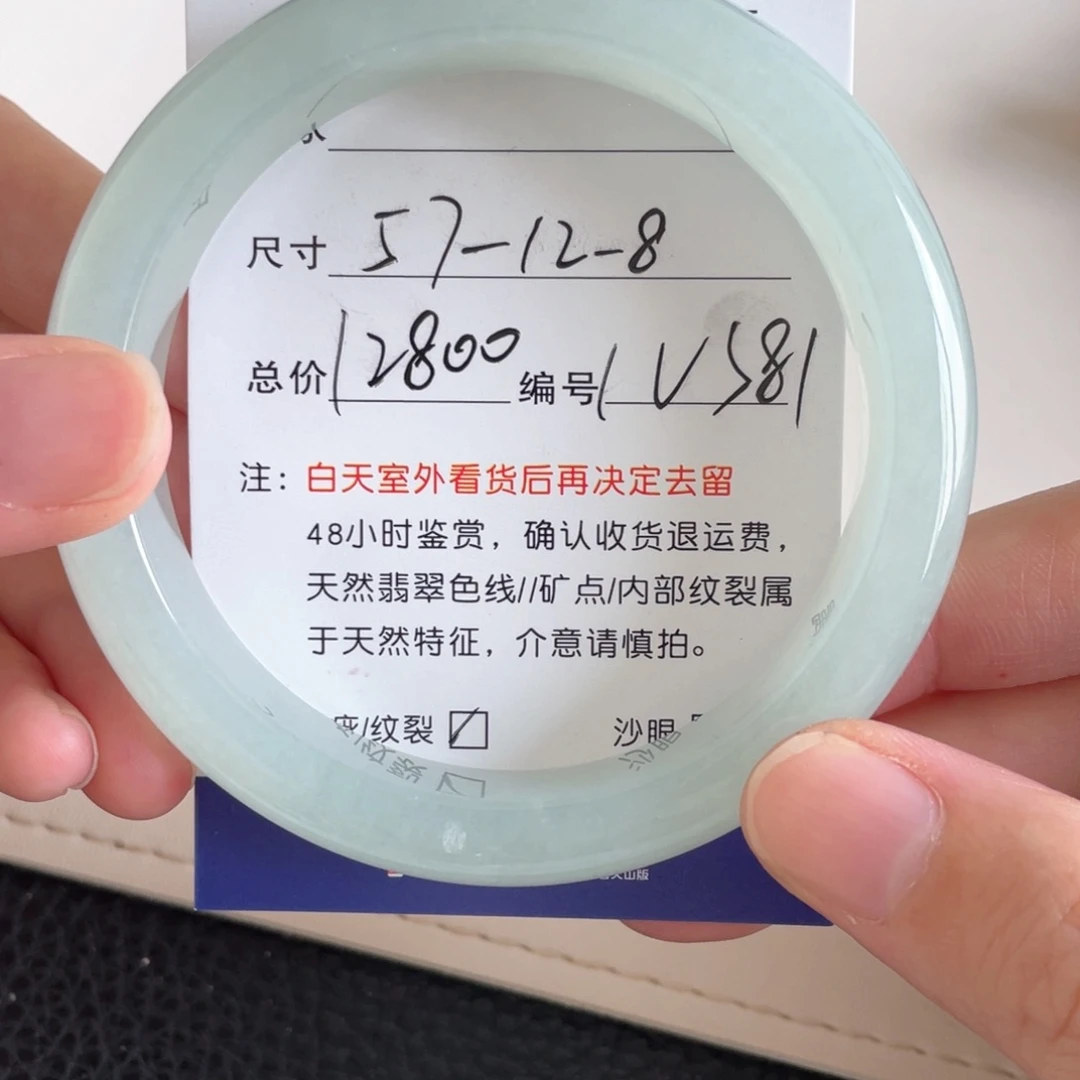 尺寸 57-12-8
总价 12800 编号 1V581
注：白天室外看货后再决定去留
48小时鉴赏，确认收货退运费，
天然翡翠色线//矿点/内部纹裂属
于天然特征，介意请慎拍。
/纹裂 沙眼